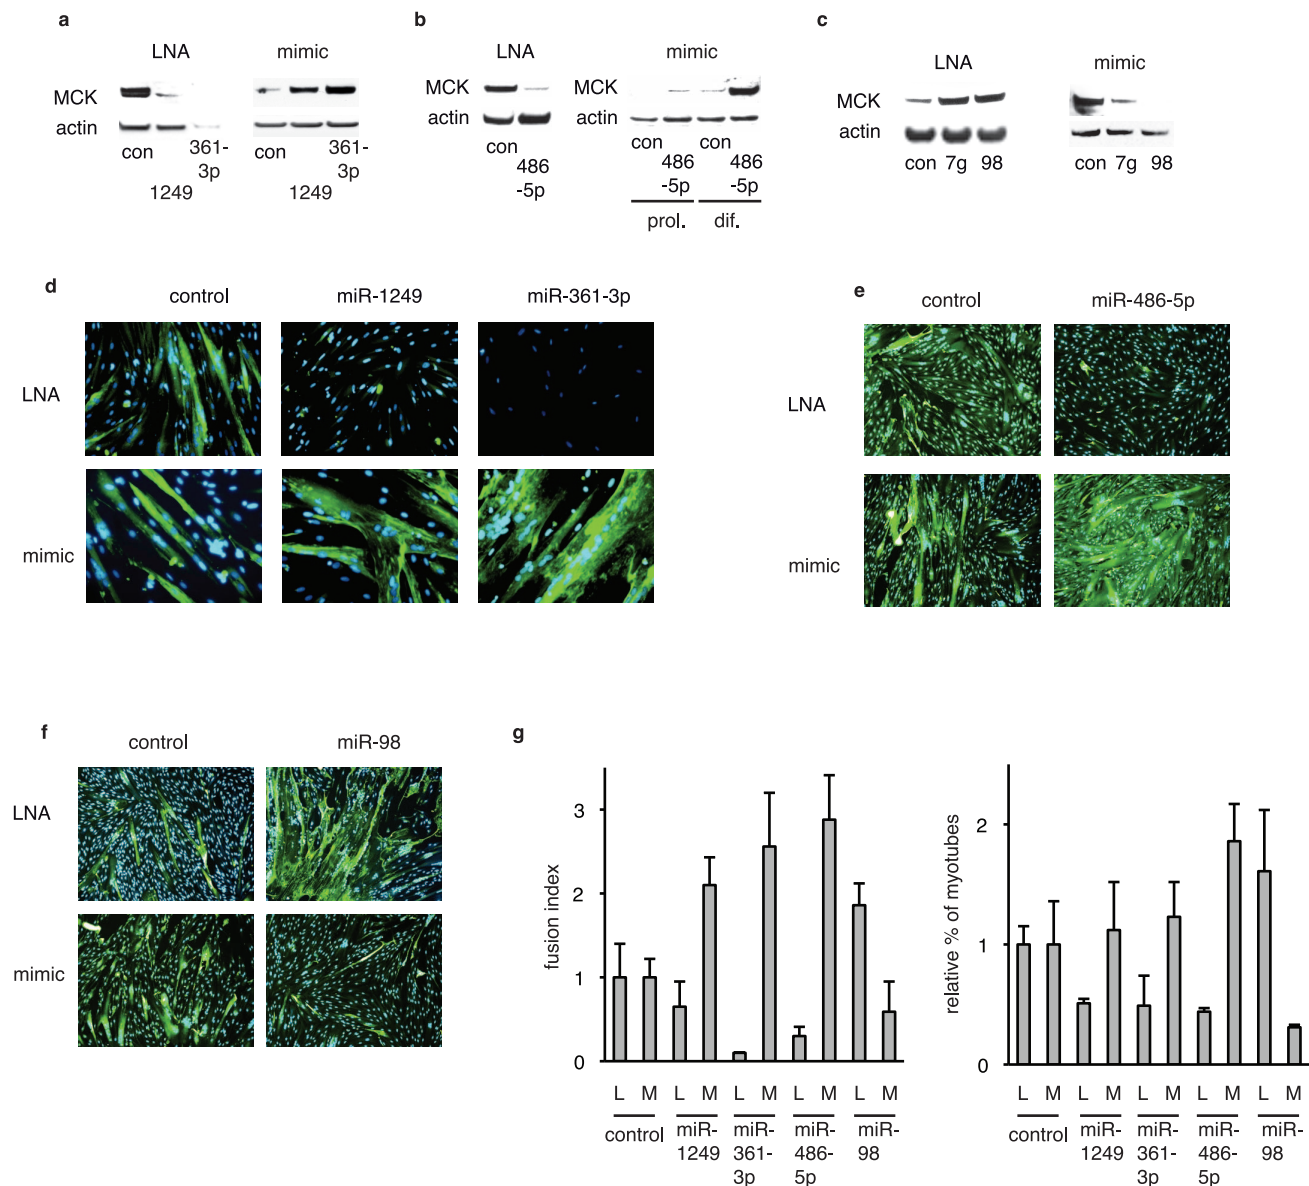 a
LNA
mimic
MCK
actin
con
361-
3p
1249
con
361-
3p
1249
b
LNA
mimic
MCK
actin
con
486
-5p
MCK
actin
con
486
-5p
con
486
-5p
prol.
dif.
c
LNA
mimic
MCK
actin
con 7g 98
con 7g 98
d
control
miR-1249
miR-361-3p
LNA
mimic
e
control
miR-486-5p
LNA
mimic
f
control
miR-98
LNA
mimic
g
fusion index
3
2
1
0
L M L M L M L M L M
control
miR-
1249
miR-
361-
3p
miR-
486-
5p
miR-
98
relative % of myotubes
2
1
0
L M L M L M L M L M
control
miR-
1249
miR-
361-
3p
miR-
486-
5p
miR-
98